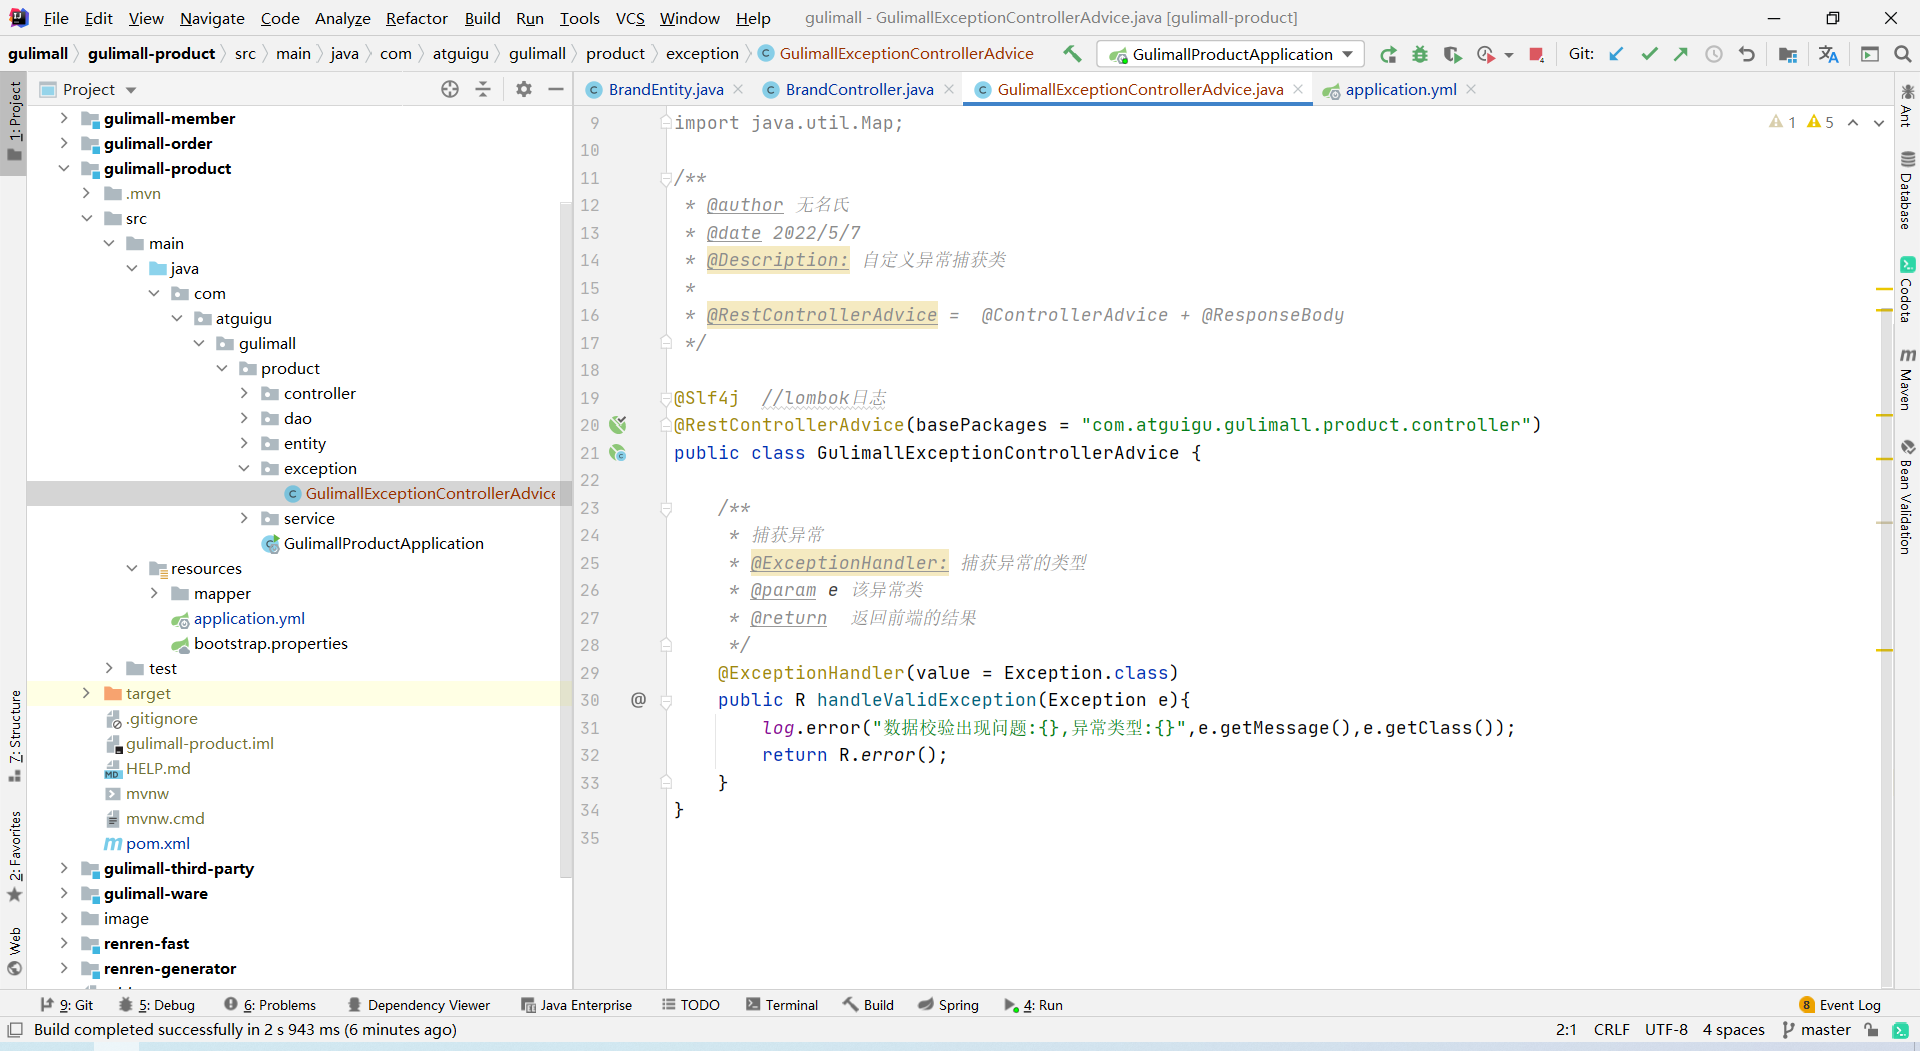 File Edit View Navigate Code Analyze Refactor Build Run Tools VCS Window Help gulimall - GulimallExceptionControllerAdvice.java [gulimall-product]
gulimall gulimall-product src main java com atguigu gulimall product exception GulimallExceptionControllerAdvice GulimallProductApplication Git:
Project
BrandEntity.java BrandController.java GulimallExceptionControllerAdvice.java application.yml
1: Project
7: Structure
2: Favorites
Web
gulimall-member
gulimall-order
gulimall-product
.mvn
src
main
java
com
atguigu
gulimall
product
controller
dao
entity
exception
GulimallExceptionControllerAdvice
service
GulimallProductApplication
resources
mapper
application.yml
bootstrap.properties
test
target
.gitignore
gulimall-product.iml
HELP.md
mvnw
mvnw.cmd
pom.xml
gulimall-third-party
gulimall-ware
image
renren-fast
renren-generator
1 5
9 import java.util.Map;
10
11 /**
12 * @author 无名氏
13 * @date 2022/5/7
14 * @Description: 自定义异常捕获类
15 *
16 * @RestControllerAdvice = @ControllerAdvice + @ResponseBody
17 */
18
19 @Slf4j //lombok日志
20 @RestControllerAdvice(basePackages = "com.atguigu.gulimall.product.controller")
21 public class GulimallExceptionControllerAdvice {
22
23 /**
24 * 捕获异常
25 * @ExceptionHandler: 捕获异常的类型
26 * @param e 该异常类
27 * @return 返回前端的结果
28 */
29 @ExceptionHandler(value = Exception.class)
30 @ public R handleValidException(Exception e){
31 log.error("数据校验出现问题:{},异常类型:{}",e.getMessage(),e.getClass());
32 return R.error();
33 }
34 }
35
Ant
Database
Codota
Maven
Bean Validation
9: Git 5: Debug 6: Problems Dependency Viewer Java Enterprise TODO Terminal Build Spring 4: Run 8 Event Log
Build completed successfully in 2 s 943 ms (6 minutes ago) 2:1 CRLF UTF-8 4 spaces master